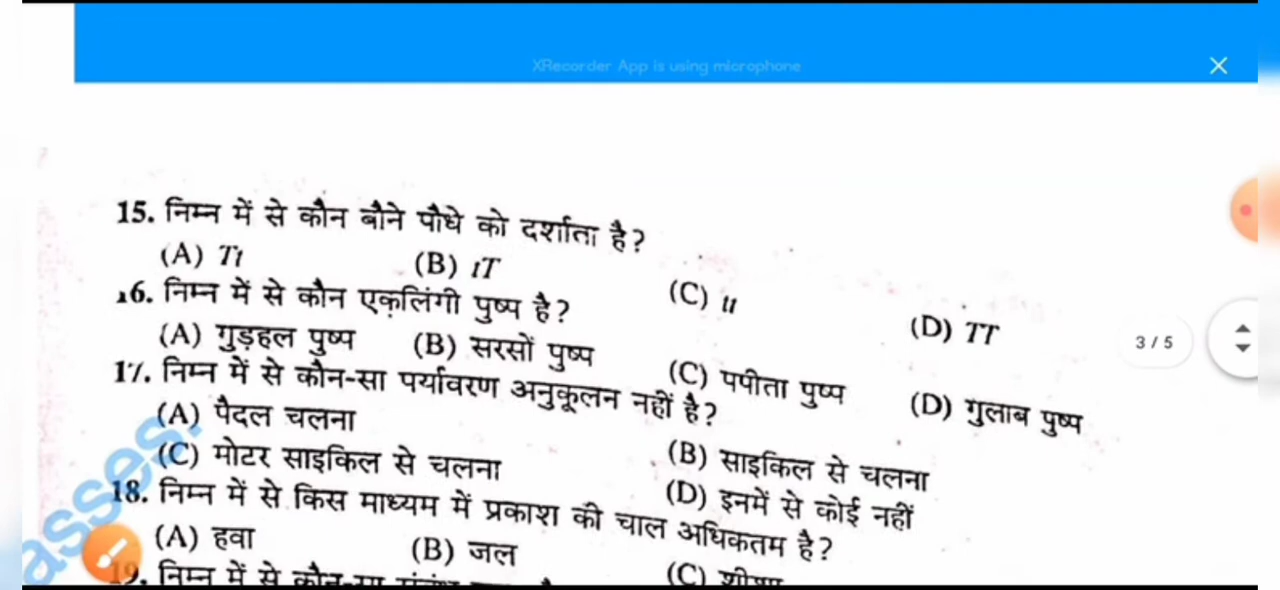 XRecorder App is using microphone
15. निम्न में से कौन बौने पौधे को दर्शाता है?
(A) Tt (B) tT (C) tt (D) TT
16. निम्न में से कौन एकलिंगी पुष्प है?
(A) गुड़हल पुष्प (B) सरसों पुष्प (C) पपीता पुष्प (D) गुलाब पुष्प
17. निम्न में से कौन-सा पर्यावरण अनुकूलन नहीं है?
(A) पैदल चलना (B) साइकिल से चलना
(C) मोटर साइकिल से चलना (D) इनमें से कोई नहीं
18. निम्न में से किस माध्यम में प्रकाश की चाल अधिकतम है?
(A) हवा (B) जल (C) शीशा
19. निम्न में से कौन-सा संबंध
3 / 5
asses.